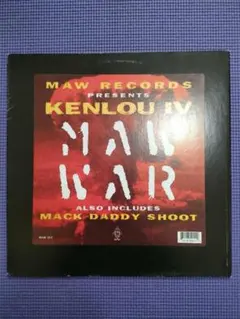 MAW RECORDS
PRESENTS
KENLOU IV
MAW
WAR
ALSO INCLUDES
MACK DADDY SHOOT